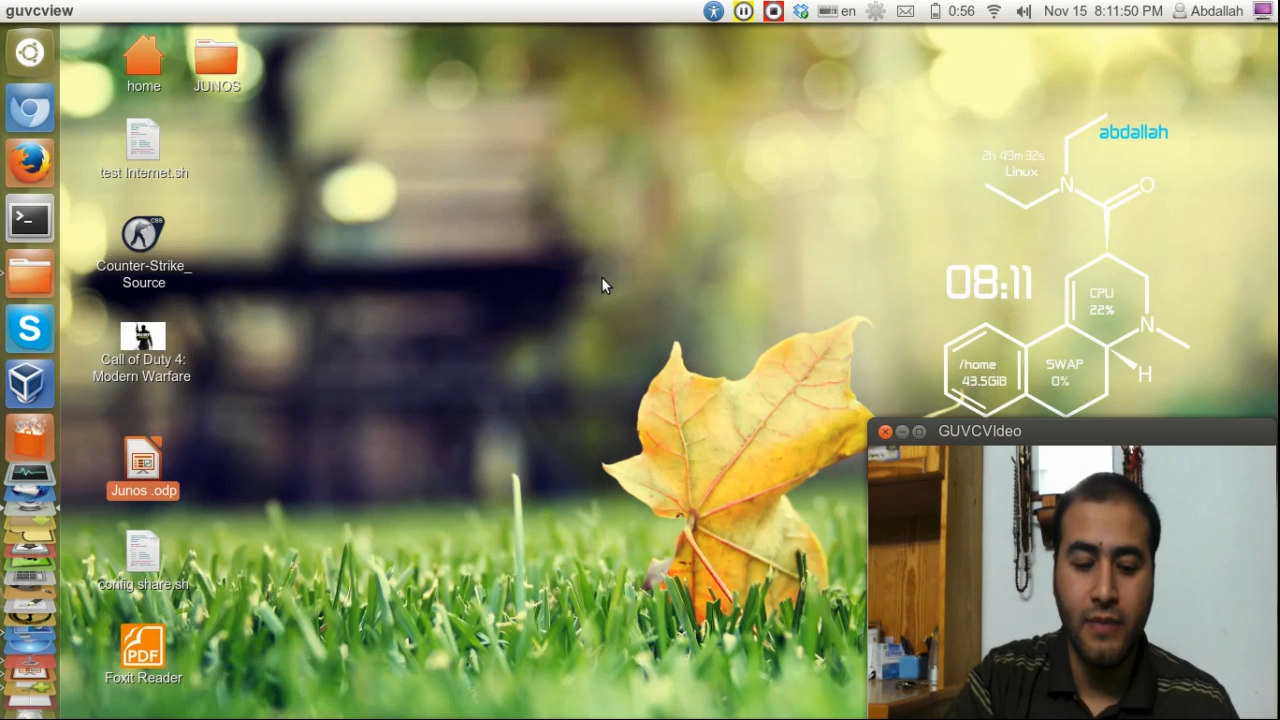 guvcview
en
0:56
Nov 15 8:11:50 PM
Abdallah
home
JUNOS
test Internet.sh
CSS
Counter-Strike_
Source
Call of Duty 4:
Modern Warfare
Junos .odp
config share.sh
PDF
Foxit Reader
abdallah
2h 49m 32s
Linux
N
O
08:11
CPU
22%
N
/home
43.5GiB
SWAP
0%
H
GUVCVIdeo
>_
S